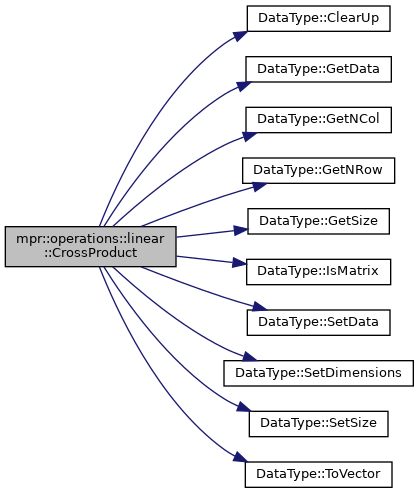 DataType::ClearUp
DataType::GetData
DataType::GetNCol
DataType::GetNRow
mpr::operations::linear
::CrossProduct
DataType::GetSize
DataType::IsMatrix
DataType::SetData
DataType::SetDimensions
DataType::SetSize
DataType::ToVector